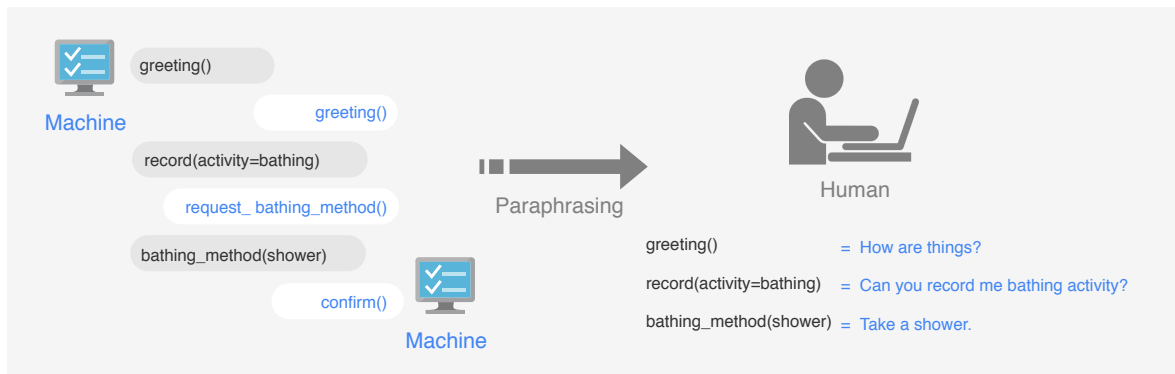 greeting()
greeting()
Machine
record(activity=bathing)
request_ bathing_method()
bathing_method(shower)
confirm()
Machine
Paraphrasing
Human
greeting() = How are things?
record(activity=bathing) = Can you record me bathing activity?
bathing_method(shower) = Take a shower.